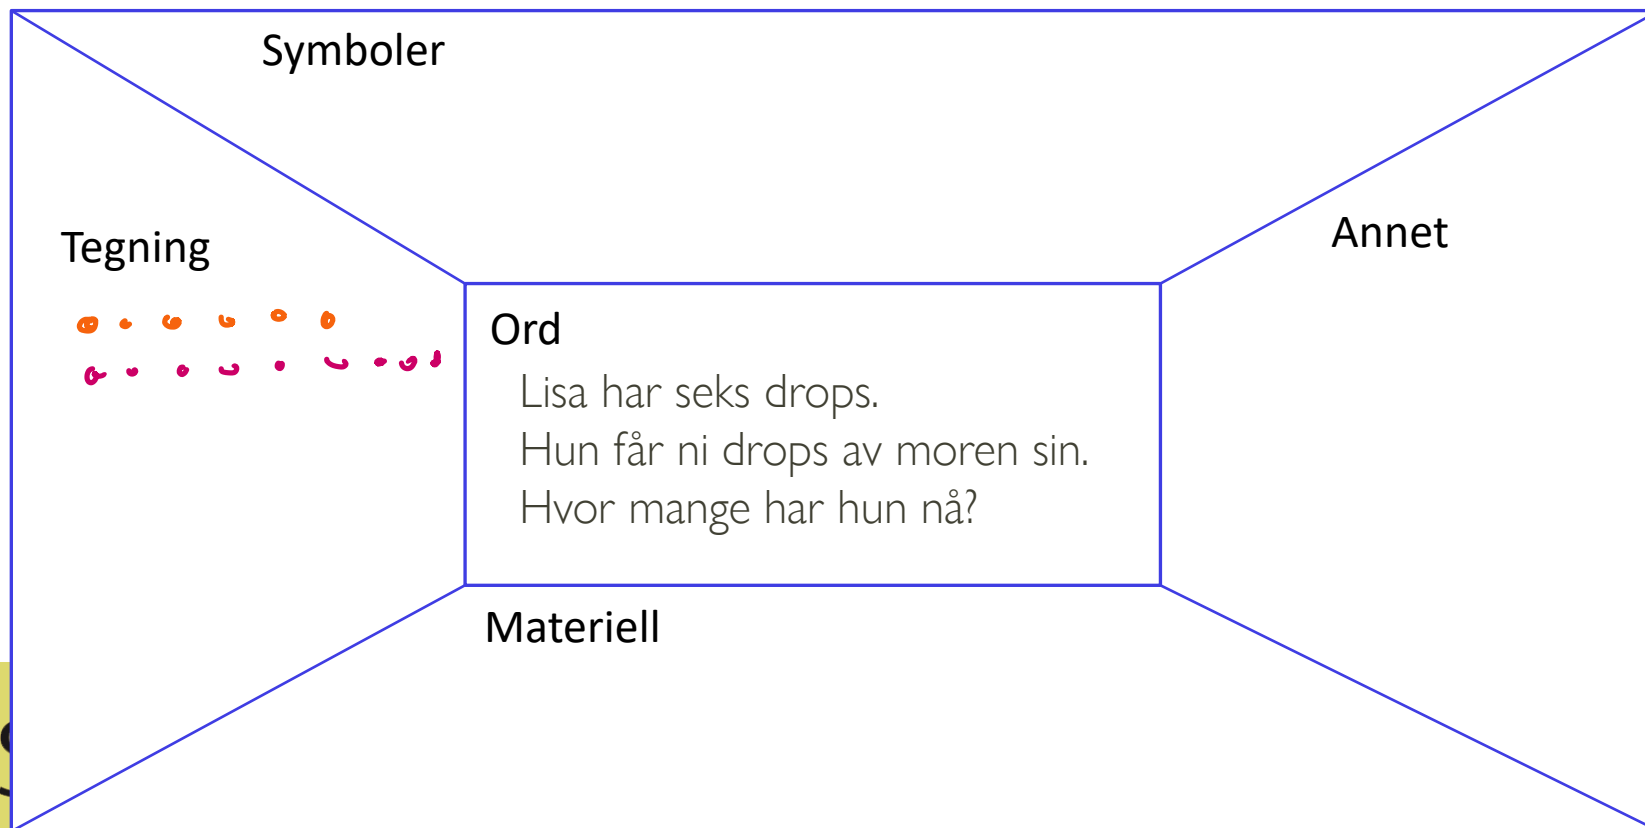 Symboler
Tegning
Annet
Ord
Lisa har seks drops.
Hun får ni drops av moren sin.
Hvor mange har hun nå?
Materiell